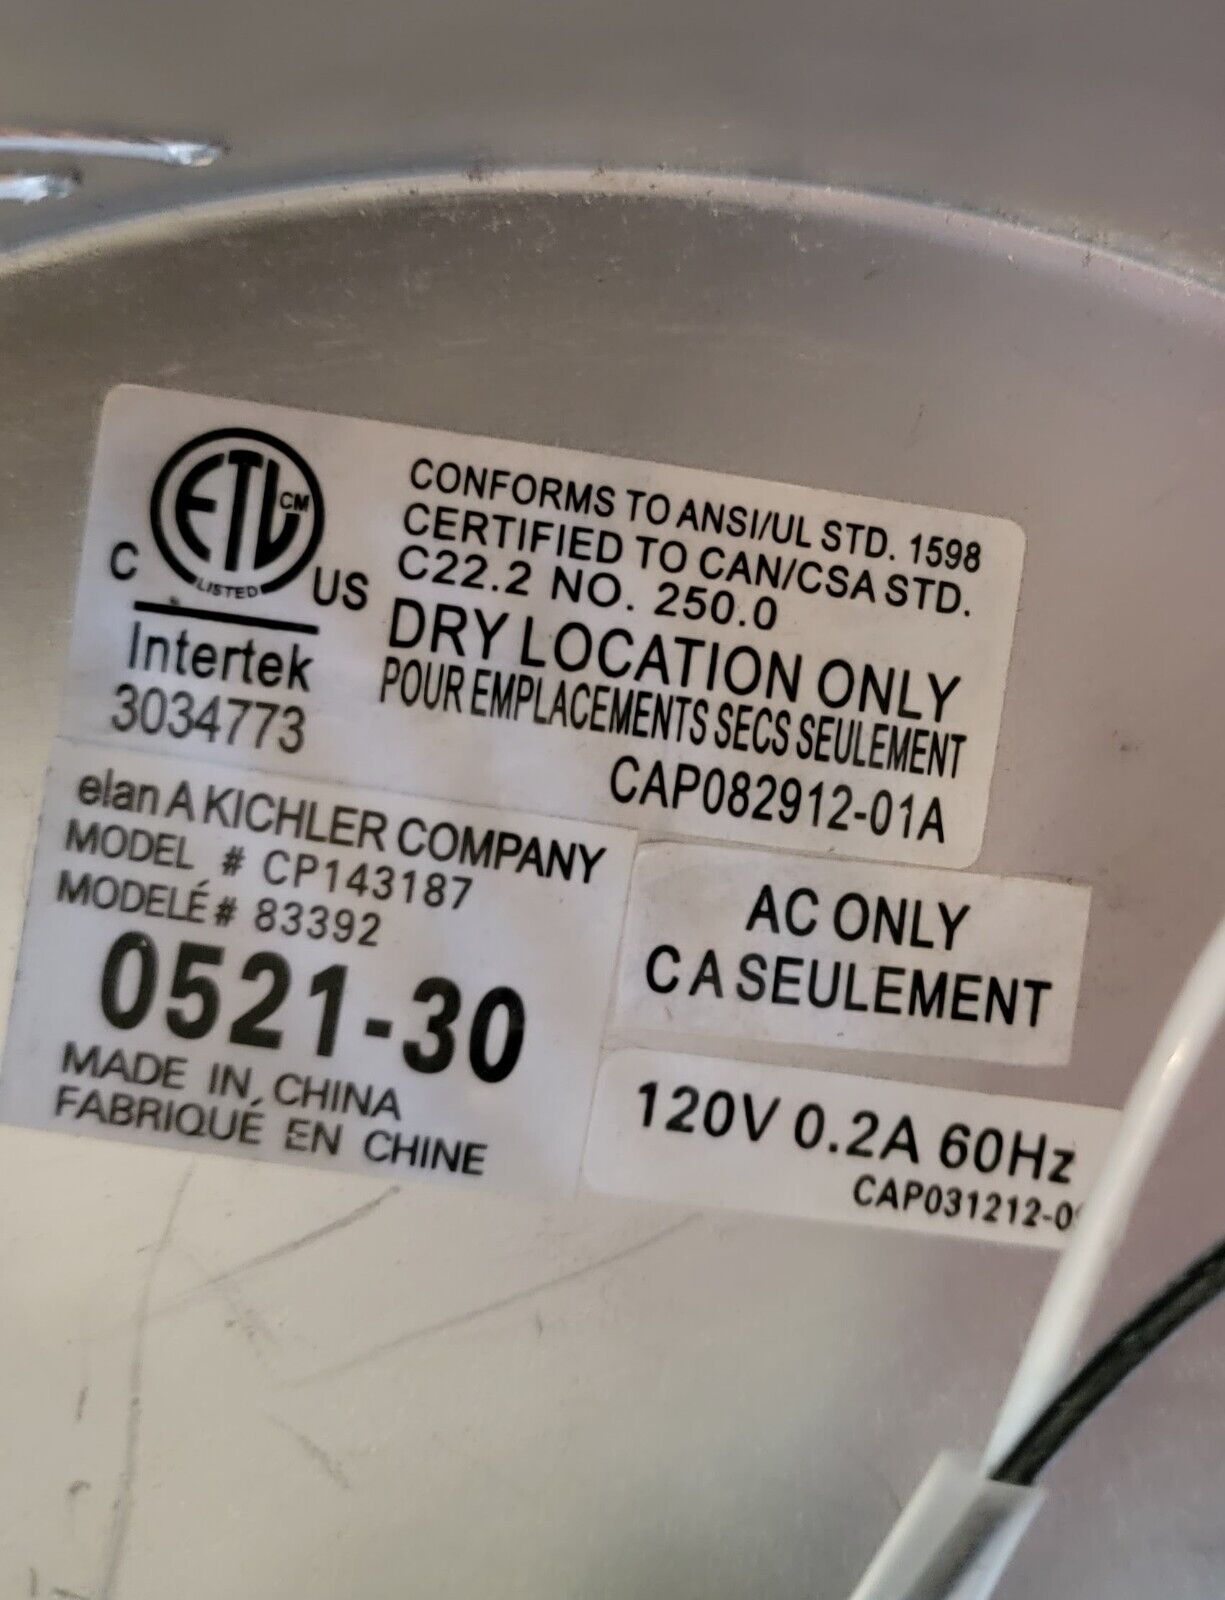 ETL CM
LISTED
C US
Intertek
3034773
CONFORMS TO ANSI/UL STD. 1598
CERTIFIED TO CAN/CSA STD.
C22.2 NO. 250.0
DRY LOCATION ONLY
POUR EMPLACEMENTS SECS SEULEMENT
CAP082912-01A
elan A KICHLER COMPANY
MODEL # CP143187
MODELÉ # 83392
0521-30
MADE IN CHINA
FABRIQUÉ EN CHINE
AC ONLY
C A SEULEMENT
120V 0.2A 60Hz